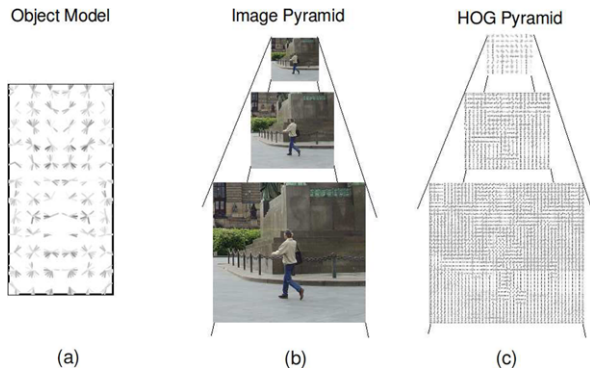 Object Model
Image Pyramid
HOG Pyramid
(a)
(b)
(c)